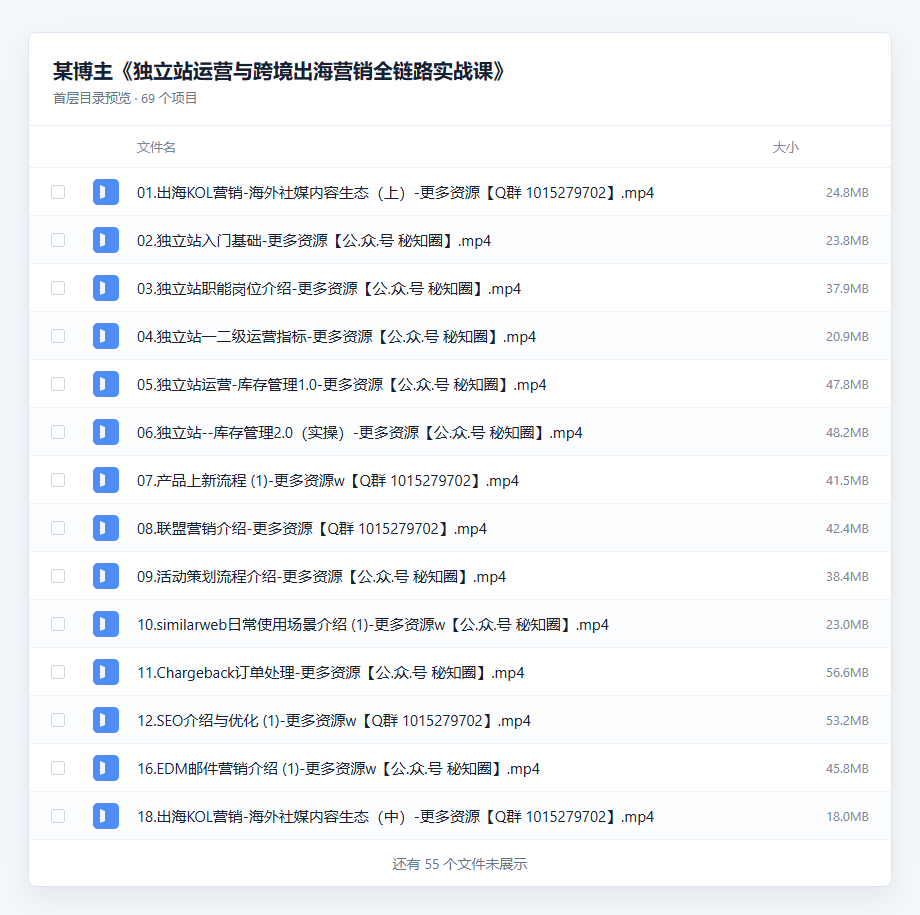 某博主《独立站运营与跨境出海营销全链路实战课》
首层目录预览 · 69 个项目
文件名 大小
01.出海KOL营销-海外社媒内容生态（上）-更多资源【Q群 1015279702】.mp4 24.8MB
02.独立站入门基础-更多资源【公.众.号 秘知圈】.mp4 23.8MB
03.独立站职能岗位介绍-更多资源【公.众.号 秘知圈】.mp4 37.9MB
04.独立站一二级运营指标-更多资源【公.众.号 秘知圈】.mp4 20.9MB
05.独立站运营-库存管理1.0-更多资源【公.众.号 秘知圈】.mp4 47.8MB
06.独立站--库存管理2.0（实操）-更多资源【公.众.号 秘知圈】.mp4 48.2MB
07.产品上新流程 (1)-更多资源w【Q群 1015279702】.mp4 41.5MB
08.联盟营销介绍-更多资源【Q群 1015279702】.mp4 42.4MB
09.活动策划流程介绍-更多资源【公.众.号 秘知圈】.mp4 38.4MB
10.similarweb日常使用场景介绍 (1)-更多资源w【公.众.号 秘知圈】.mp4 23.0MB
11.Chargeback订单处理-更多资源【公.众.号 秘知圈】.mp4 56.6MB
12.SEO介绍与优化 (1)-更多资源w【Q群 1015279702】.mp4 53.2MB
16.EDM邮件营销介绍 (1)-更多资源w【公.众.号 秘知圈】.mp4 45.8MB
18.出海KOL营销-海外社媒内容生态（中）-更多资源【Q群 1015279702】.mp4 18.0MB
还有 55 个文件未展示